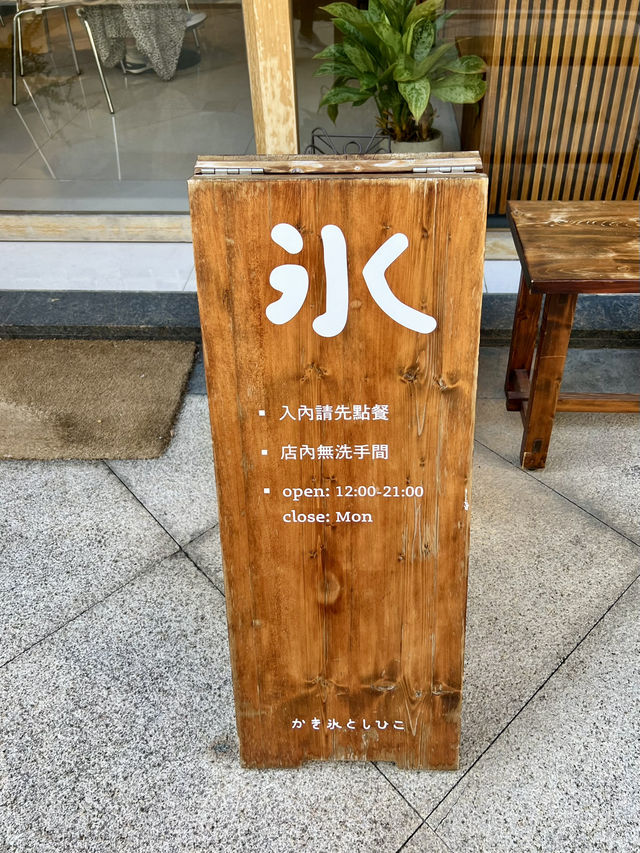 氷
▪ 入內請先點餐
▪ 店內無洗手間
▪ open: 12:00-21:00
close: Mon
かき氷としひこ